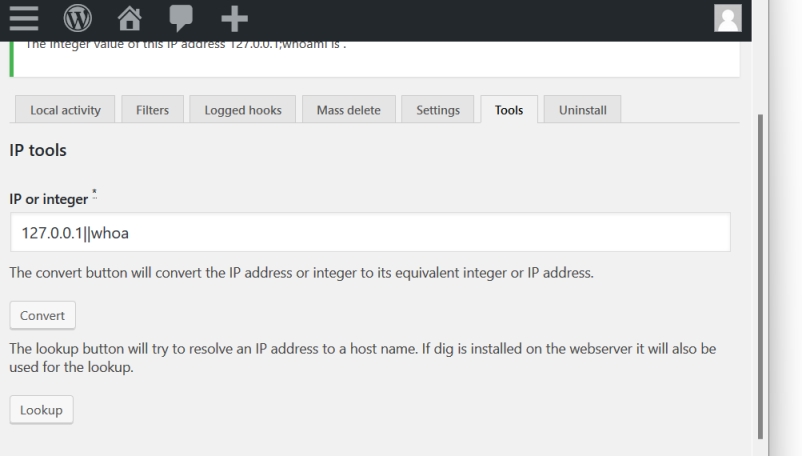 The integer value of this IP address 127.0.0.1;whoami is .
Local activity Filters Logged hooks Mass delete Settings Tools Uninstall
IP tools
IP or integer *
127.0.0.1||whoa
The convert button will convert the IP address or integer to its equivalent integer or IP address.
Convert
The lookup button will try to resolve an IP address to a host name. If dig is installed on the webserver it will also be
used for the lookup.
Lookup